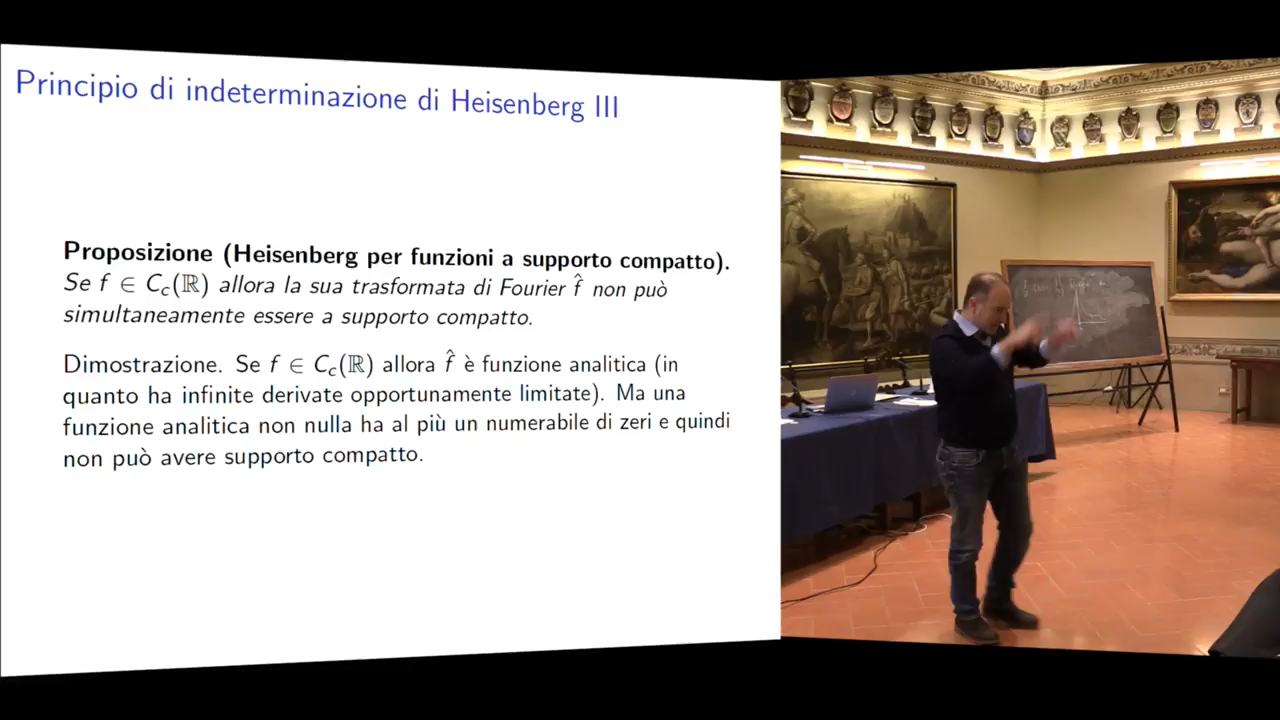 Principio di indeterminazione di Heisenberg III
Proposizione (Heisenberg per funzioni a supporto compatto).
Se f ∈ C_c(ℝ) allora la sua trasformata di Fourier f̂ non può
simultaneamente essere a supporto compatto.
Dimostrazione. Se f ∈ C_c(ℝ) allora f̂ è funzione analitica (in
quanto ha infinite derivate opportunamente limitate). Ma una
funzione analitica non nulla ha al più un numerabile di zeri e quindi
non può avere supporto compatto.